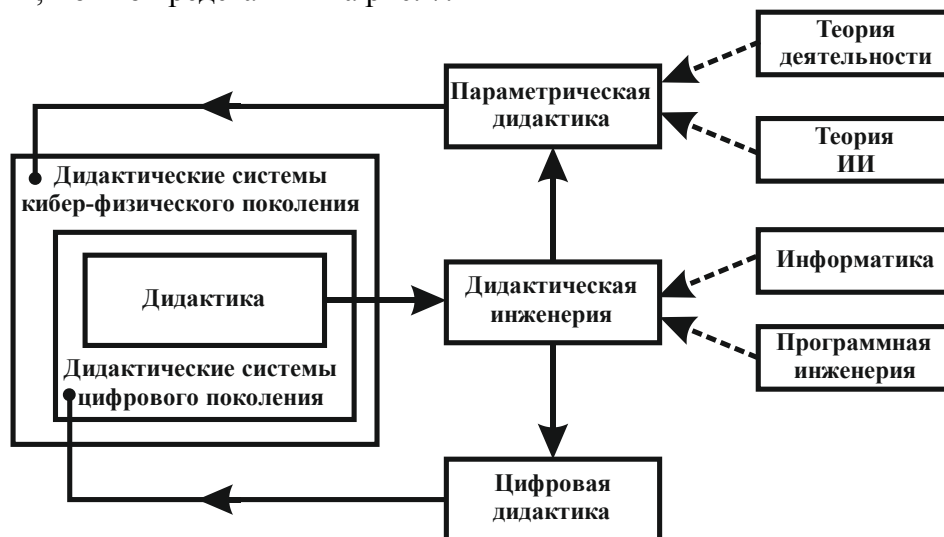 Теория
деятельности
Параметрическая
дидактика
Теория
ИИ
Дидактические системы
кибер-физического поколения
Информатика
Дидактика
Дидактическая
инженерия
Программная
инженерия
Дидактические системы
цифрового поколения
Цифровая
дидактика